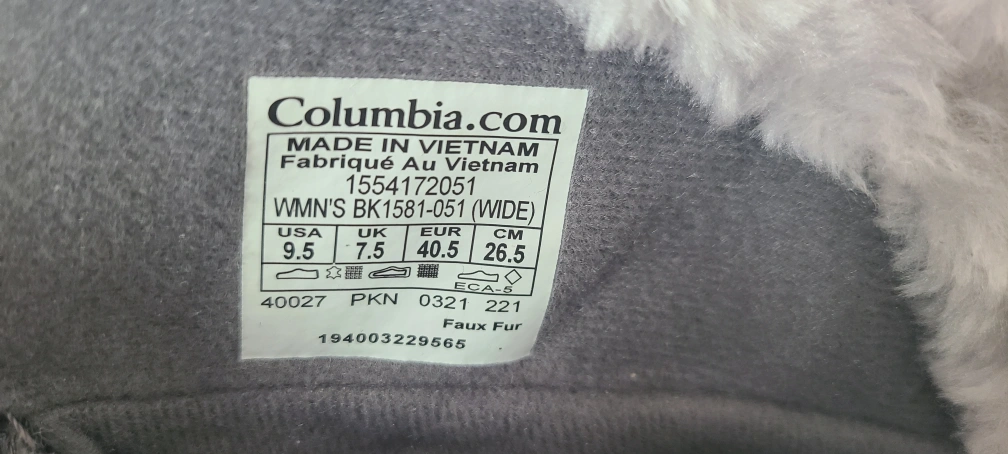 Columbia.com
MADE IN VIETNAM
Fabriqué Au Vietnam
1554172051
WMN'S BK1581-051 (WIDE)
USA UK EUR CM
9.5 7.5 40.5 26.5
ECA-5
40027 PKN 0321 221
Faux Fur
194003229565